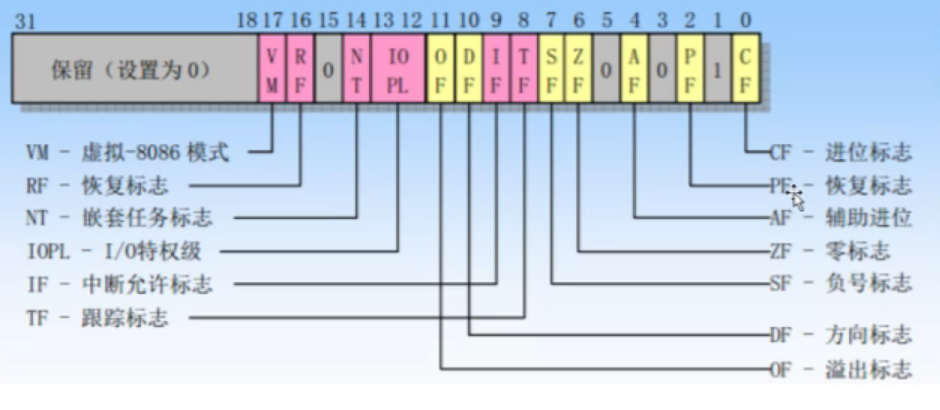 31 18 17 16 15 14 13 12 11 10 9 8 7 6 5 4 3 2 1 0
保留（设置为0） VM RF 0 NT IOPL OF DF IF TF SF ZF 0 AF 0 PF 1 CF
VM - 虚拟-8086 模式
RF - 恢复标志
NT - 嵌套任务标志
IOPL - I/O特权级
IF - 中断允许标志
TF - 跟踪标志
CF - 进位标志
PF - 恢复标志
AF - 辅助进位
ZF - 零标志
SF - 负号标志
DF - 方向标志
OF - 溢出标志